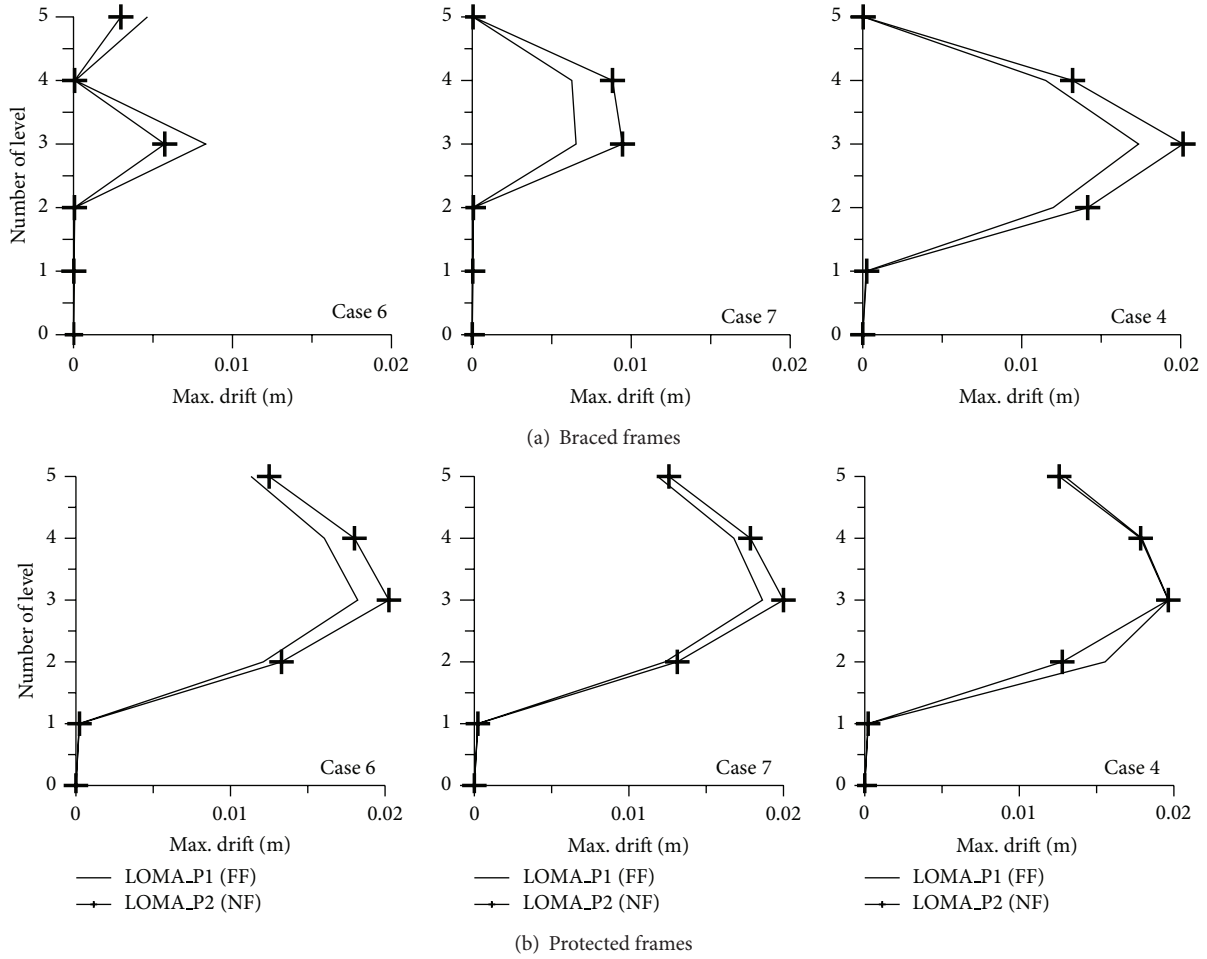 5
4
3
2
1
0
Number of level
Case 6
0
0.01
0.02
Max. drift (m)
5
4
3
2
1
0
Case 7
0
0.01
0.02
Max. drift (m)
5
4
3
2
1
0
Case 4
0
0.01
0.02
Max. drift (m)
(a) Braced frames
5
4
3
2
1
0
Number of level
Case 6
0
0.01
0.02
Max. drift (m)
LOMA_P1 (FF)
LOMA_P2 (NF)
5
4
3
2
1
0
Case 7
0
0.01
0.02
Max. drift (m)
LOMA_P1 (FF)
LOMA_P2 (NF)
5
4
3
2
1
0
Case 4
0
0.01
0.02
Max. drift (m)
LOMA_P1 (FF)
LOMA_P2 (NF)
(b) Protected frames